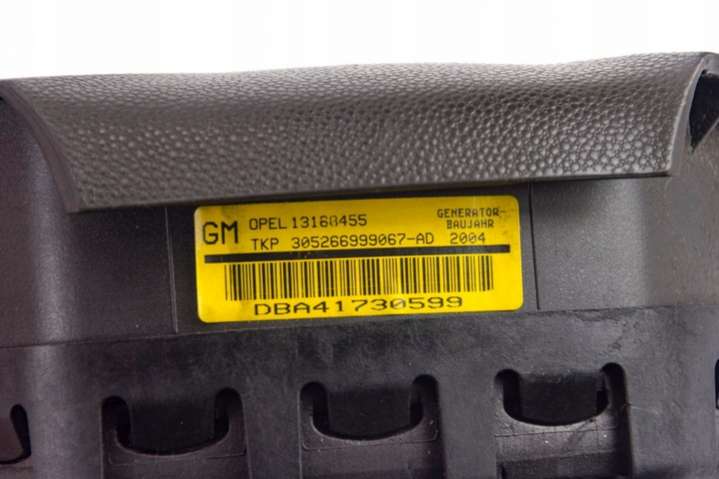 GM OPEL 13168455 GENERATOR-
BAUJAHR
TKP 305266999067-AD 2004
DBA41730599